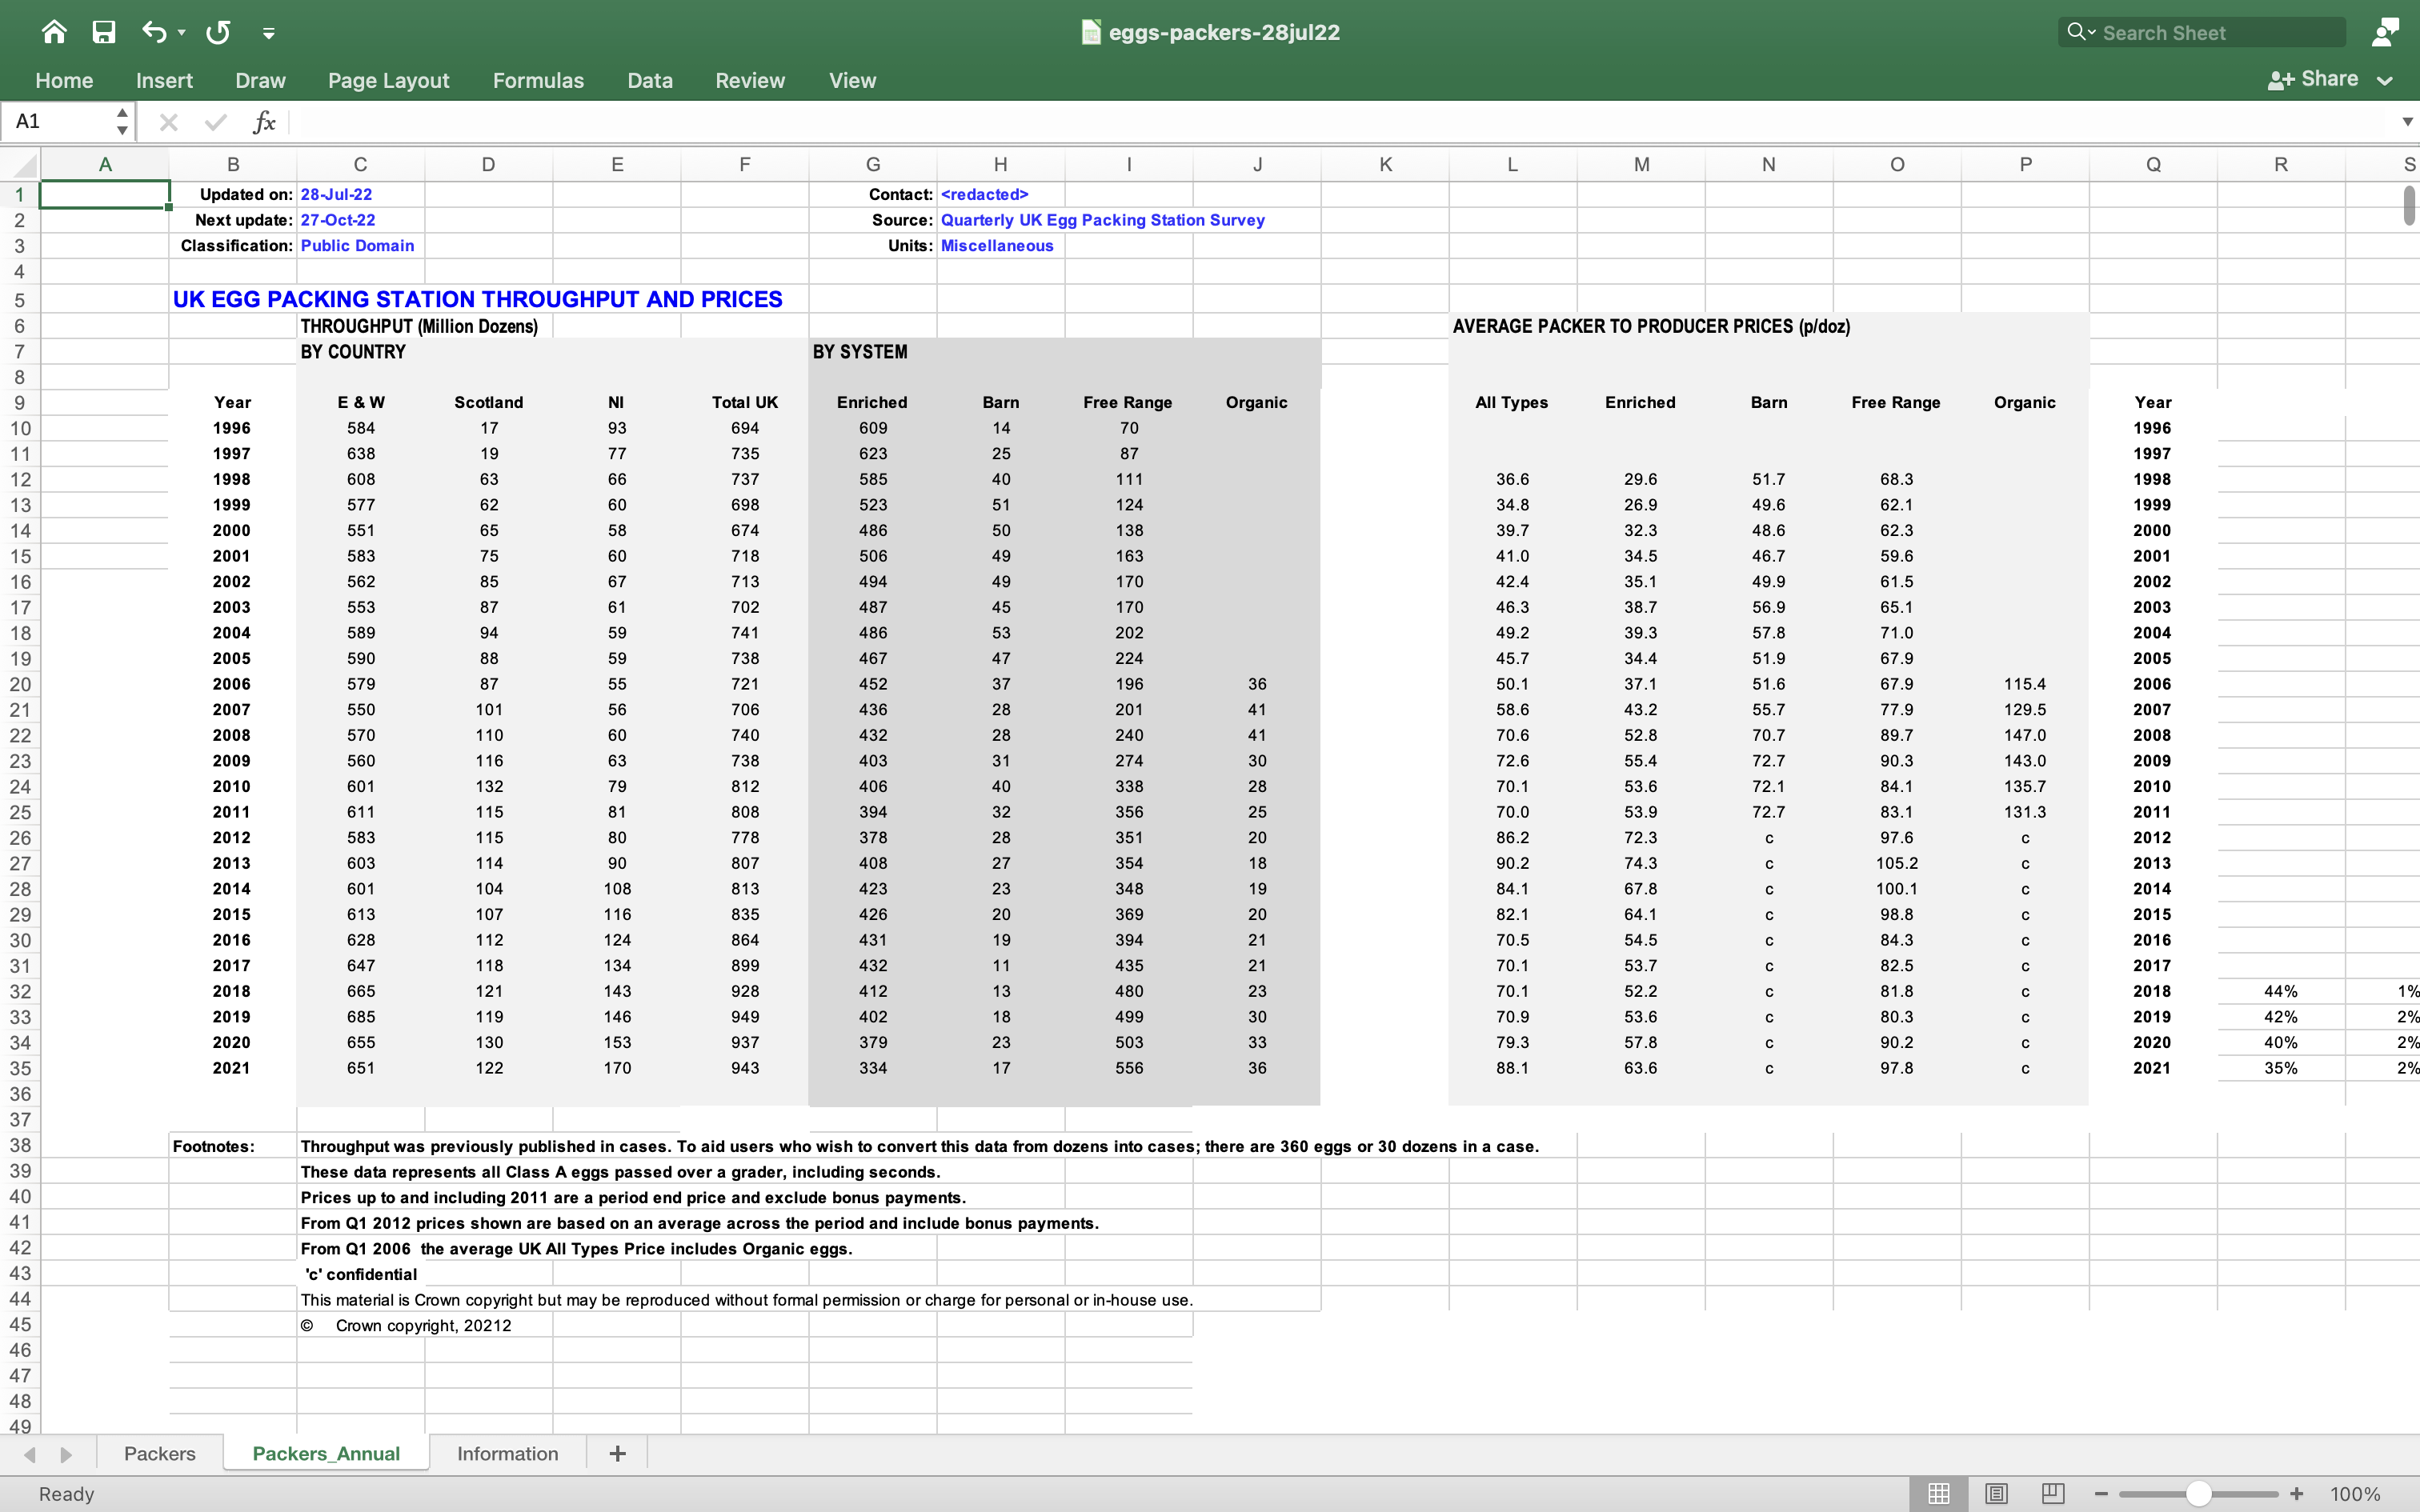 eggs-packers-28jul22
Search Sheet
Home Insert Draw Page Layout Formulas Data Review View Share
A1 fx
A B C D E F G H I J K L M N O P Q R S
1 Updated on: 28-Jul-22 Contact: <redacted>
2 Next update: 27-Oct-22 Source: Quarterly UK Egg Packing Station Survey
3 Classification: Public Domain Units: Miscellaneous
4
5 UK EGG PACKING STATION THROUGHPUT AND PRICES
6 THROUGHPUT (Million Dozens) AVERAGE PACKER TO PRODUCER PRICES (p/doz)
7 BY COUNTRY BY SYSTEM
8
9 Year E & W Scotland NI Total UK Enriched Barn Free Range Organic All Types Enriched Barn Free Range Organic Year
10 1996 584 17 93 694 609 14 70 1996
11 1997 638 19 77 735 623 25 87 1997
12 1998 608 63 66 737 585 40 111 36.6 29.6 51.7 68.3 1998
13 1999 577 62 60 698 523 51 124 34.8 26.9 49.6 62.1 1999
14 2000 551 65 58 674 486 50 138 39.7 32.3 48.6 62.3 2000
15 2001 583 75 60 718 506 49 163 41.0 34.5 46.7 59.6 2001
16 2002 562 85 67 713 494 49 170 42.4 35.1 49.9 61.5 2002
17 2003 553 87 61 702 487 45 170 46.3 38.7 56.9 65.1 2003
18 2004 589 94 59 741 486 53 202 49.2 39.3 57.8 71.0 2004
19 2005 590 88 59 738 467 47 224 45.7 34.4 51.9 67.9 2005
20 2006 579 87 55 721 452 37 196 36 50.1 37.1 51.6 67.9 115.4 2006
21 2007 550 101 56 706 436 28 201 41 58.6 43.2 55.7 77.9 129.5 2007
22 2008 570 110 60 740 432 28 240 41 70.6 52.8 70.7 89.7 147.0 2008
23 2009 560 116 63 738 403 31 274 30 72.6 55.4 72.7 90.3 143.0 2009
24 2010 601 132 79 812 406 40 338 28 70.1 53.6 72.1 84.1 135.7 2010
25 2011 611 115 81 808 394 32 356 25 70.0 53.9 72.7 83.1 131.3 2011
26 2012 583 115 80 778 378 28 351 20 86.2 72.3 c 97.6 c 2012
27 2013 603 114 90 807 408 27 354 18 90.2 74.3 c 105.2 c 2013
28 2014 601 104 108 813 423 23 348 19 84.1 67.8 c 100.1 c 2014
29 2015 613 107 116 835 426 20 369 20 82.1 64.1 c 98.8 c 2015
30 2016 628 112 124 864 431 19 394 21 70.5 54.5 c 84.3 c 2016
31 2017 647 118 134 899 432 11 435 21 70.1 53.7 c 82.5 c 2017
32 2018 665 121 143 928 412 13 480 23 70.1 52.2 c 81.8 c 2018 44% 1%
33 2019 685 119 146 949 402 18 499 30 70.9 53.6 c 80.3 c 2019 42% 2%
34 2020 655 130 153 937 379 23 503 33 79.3 57.8 c 90.2 c 2020 40% 2%
35 2021 651 122 170 943 334 17 556 36 88.1 63.6 c 97.8 c 2021 35% 2%
36
37
38 Footnotes: Throughput was previously published in cases. To aid users who wish to convert this data from dozens into cases; there are 360 eggs or 30 dozens in a case.
39 These data represents all Class A eggs passed over a grader, including seconds.
40 Prices up to and including 2011 are a period end price and exclude bonus payments.
41 From Q1 2012 prices shown are based on an average across the period and include bonus payments.
42 From Q1 2006 the average UK All Types Price includes Organic eggs.
43 'c' confidential
44 This material is Crown copyright but may be reproduced without formal permission or charge for personal or in-house use.
45 © Crown copyright, 20212
46
47
48
49
Packers Packers_Annual Information +
Ready 100%